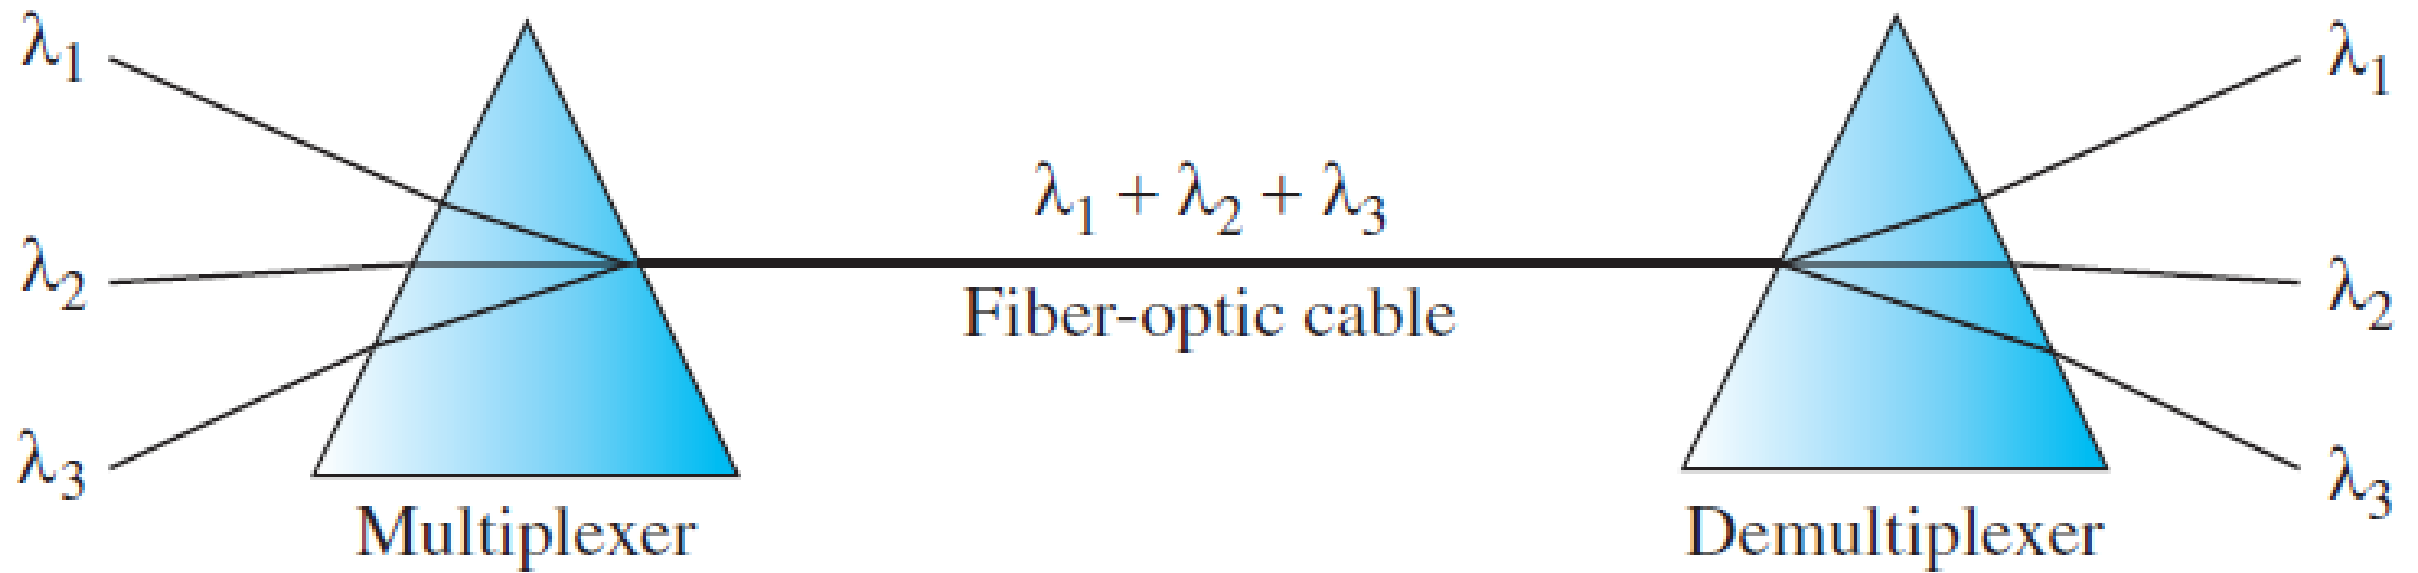 λ1
λ2
λ3
Multiplexer
λ1 + λ2 + λ3
Fiber-optic cable
λ1
λ2
λ3
Demultiplexer